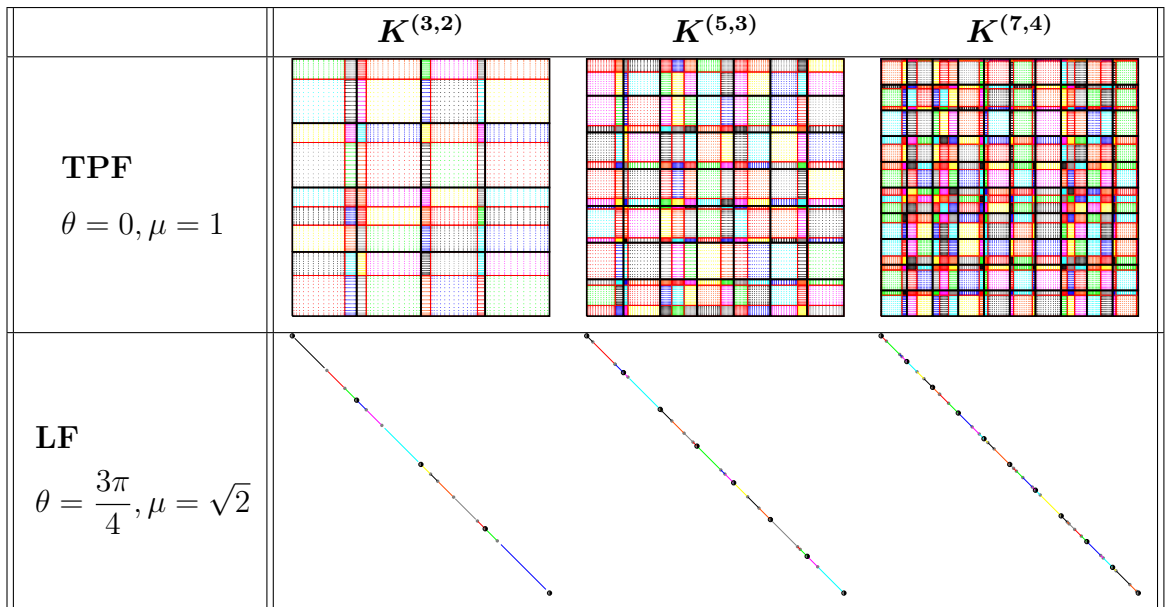 K^(3,2) K^(5,3) K^(7,4)
TPF
θ = 0, μ = 1
LF
θ = 3π/4, μ = √2